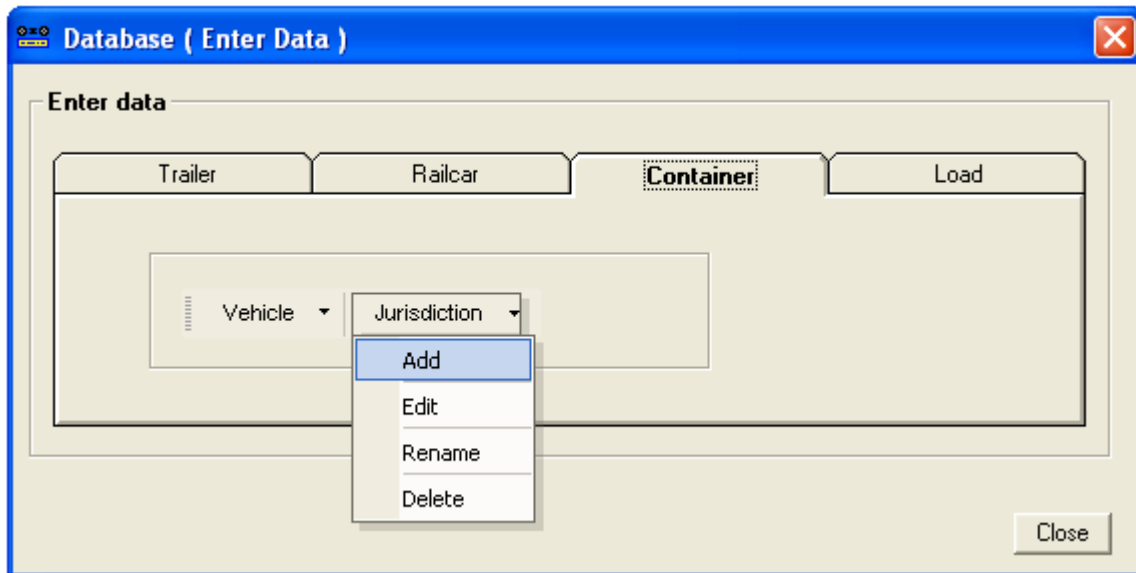 Database ( Enter Data )
Enter data
Trailer Railcar Container Load
Vehicle Jurisdiction
Add
Edit
Rename
Delete
Close